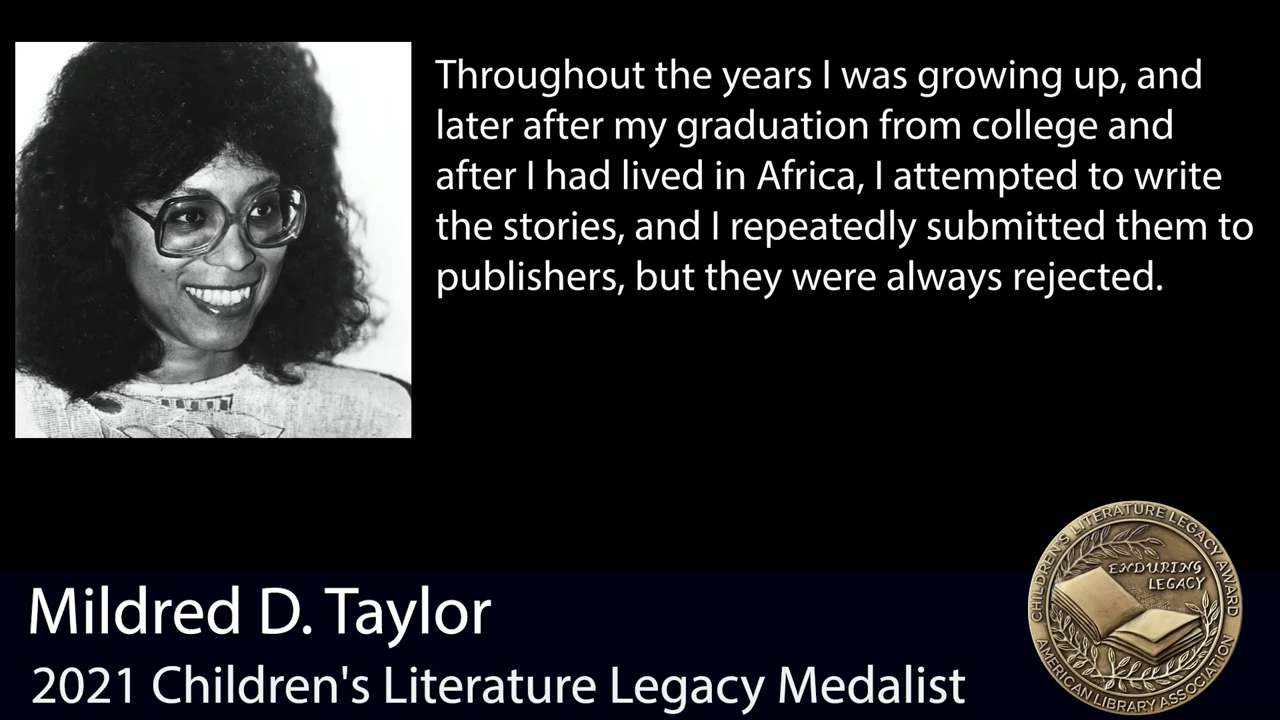 Throughout the years I was growing up, and
later after my graduation from college and
after I had lived in Africa, I attempted to write
the stories, and I repeatedly submitted them to
publishers, but they were always rejected.
CHILDREN'S LITERATURE LEGACY AWARD
ENDURING
LEGACY
AMERICAN LIBRARY ASSOCIATION
Mildred D. Taylor
2021 Children's Literature Legacy Medalist